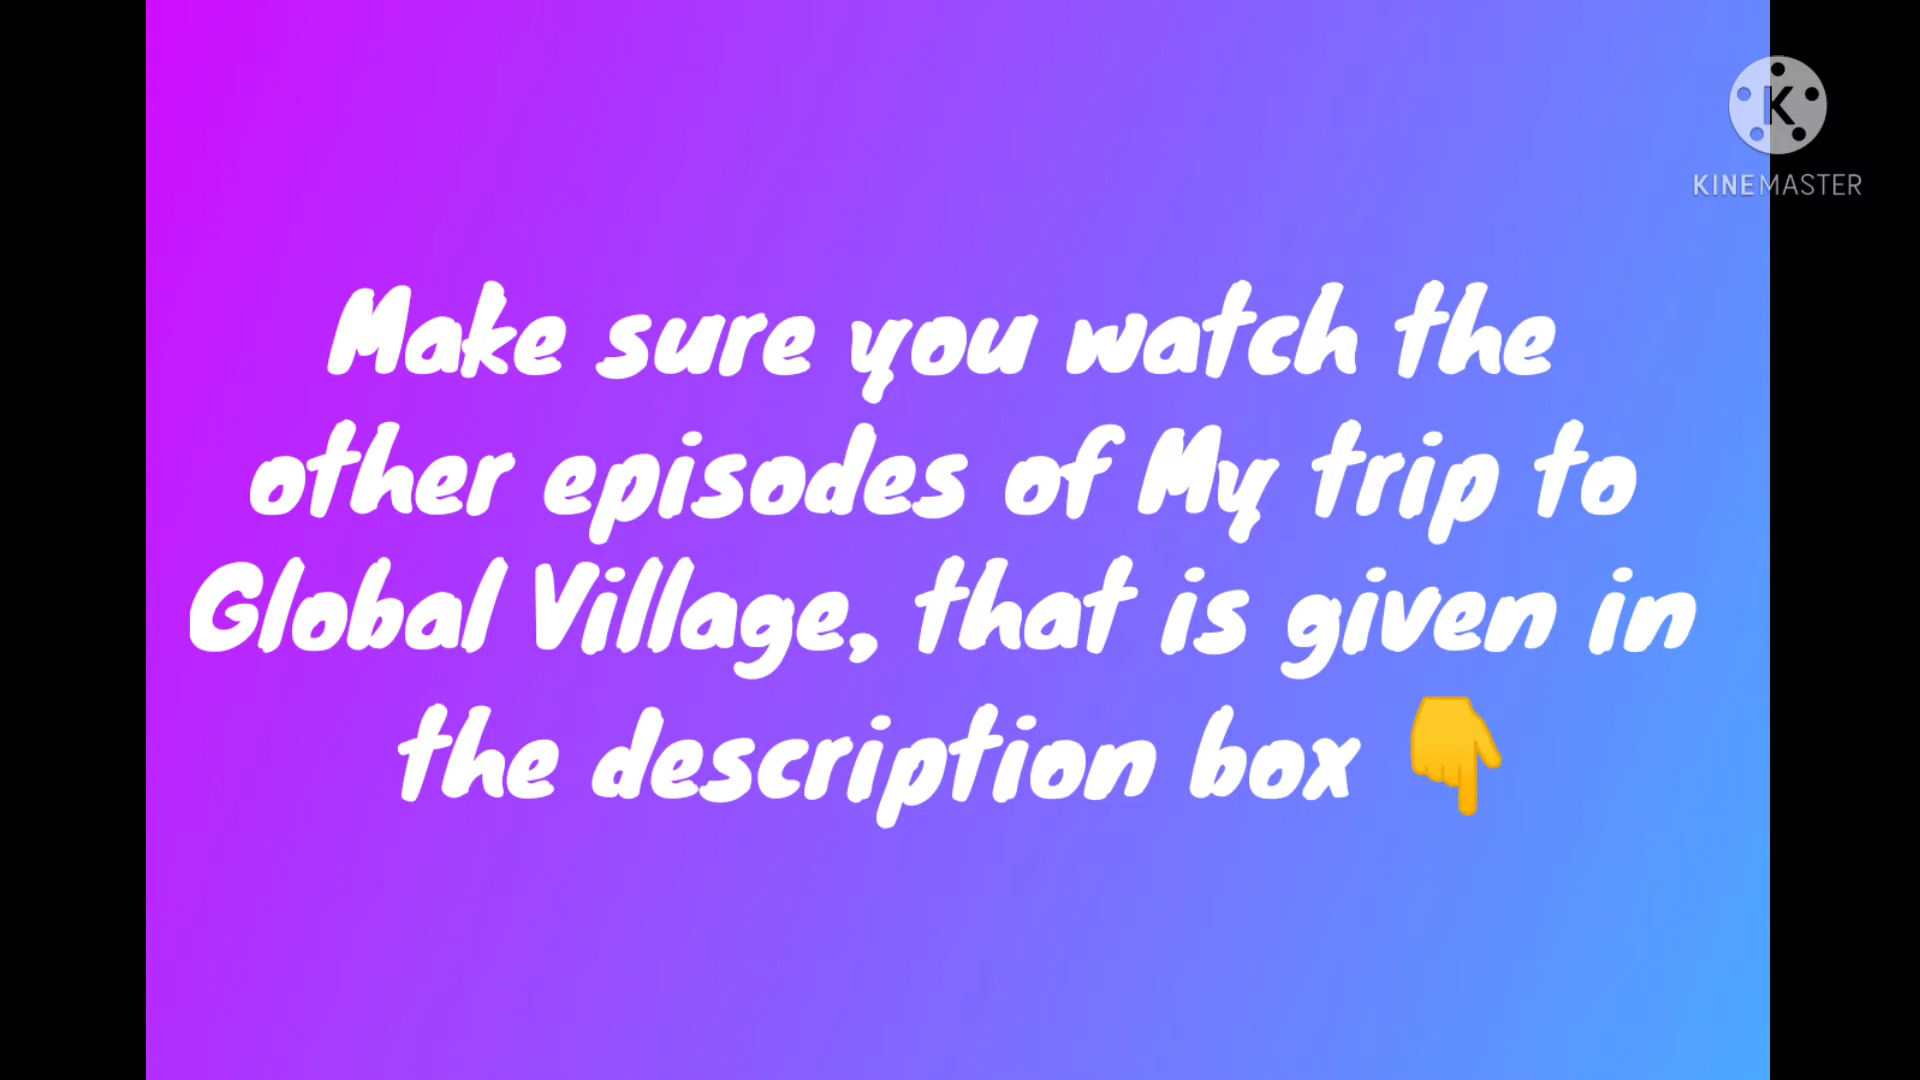 KINEMASTER
Make sure you watch the
other episodes of My trip to
Global Village, that is given in
the description box 👇